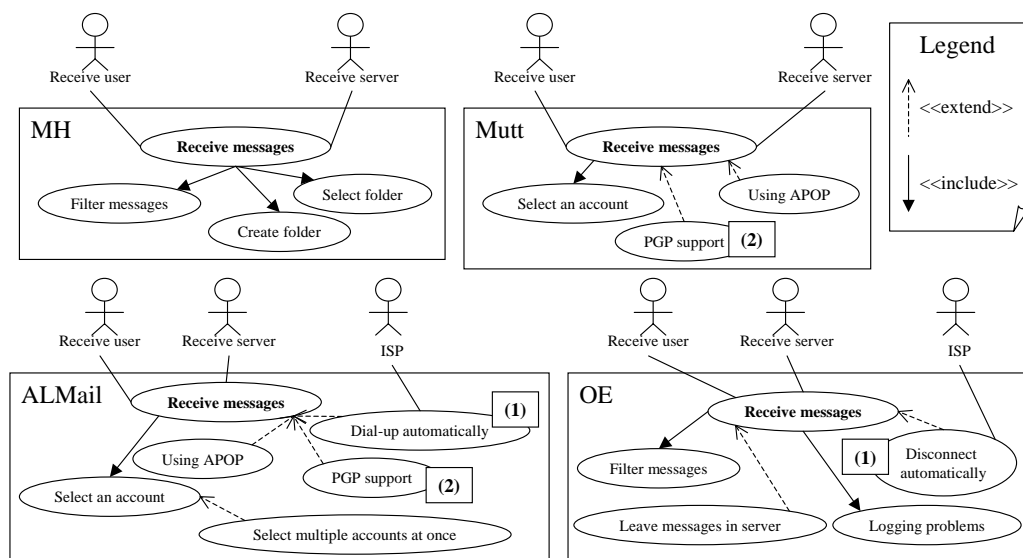 Receive user
Receive server
MH
Receive messages
Filter messages
Select folder
Create folder
Receive user
Receive server
Mutt
Receive messages
Select an account
Using APOP
PGP support
(2)
Legend
<<extend>>
<<include>>
Receive user
Receive server
ISP
ALMail
Receive messages
(1)
Dial-up automatically
Using APOP
PGP support
(2)
Select an account
Select multiple accounts at once
Receive user
Receive server
ISP
OE
Receive messages
(1)
Disconnect
automatically
Filter messages
Leave messages in server
Logging problems